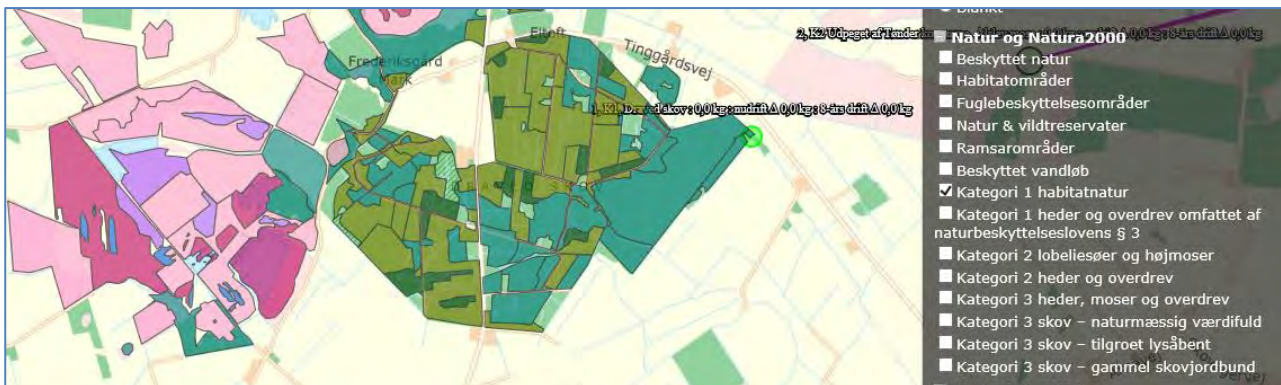 Blankt
2, K2 Udpeget af Tønder
8-års drift Δ 0,0 kg
Natur og Natura2000
Elloft
Tinggårdsvej
Beskyttet natur
Frederiksgård
Mark
Habitatområder
Fuglebeskyttelsesområder
skov : 0,0 kg : nudrift Δ 0,0 kg : 8-års drift Δ 0,0 kg
Natur & vildtreservater
Ramsarområder
Beskyttet vandløb
Kategori 1 habitatnatur
Kategori 1 heder og overdrev omfattet af
naturbeskyttelseslovens § 3
Kategori 2 lobeliesøer og højmoser
Kategori 2 heder og overdrev
Kategori 3 heder, moser og overdrev
Kategori 3 skov – naturmæssig værdifuld
Kategori 3 skov – tilgroet lysåbent
Kategori 3 skov – gammel skovjordbund